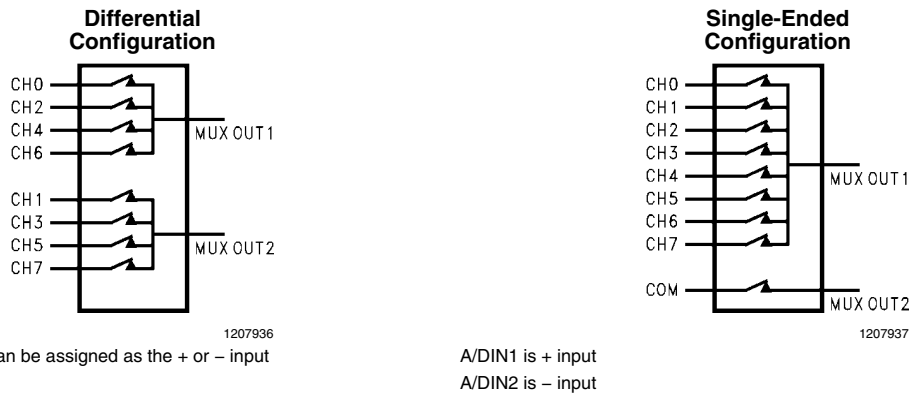 Differential
Configuration
CH0
CH2
CH4
CH6
MUX OUT1
CH1
CH3
CH5
CH7
MUX OUT2
1207936
an be assigned as the + or − input
Single-Ended
Configuration
CH0
CH1
CH2
CH3
CH4
CH5
CH6
CH7
MUX OUT1
COM
MUX OUT2
1207937
A/DIN1 is + input
A/DIN2 is − input